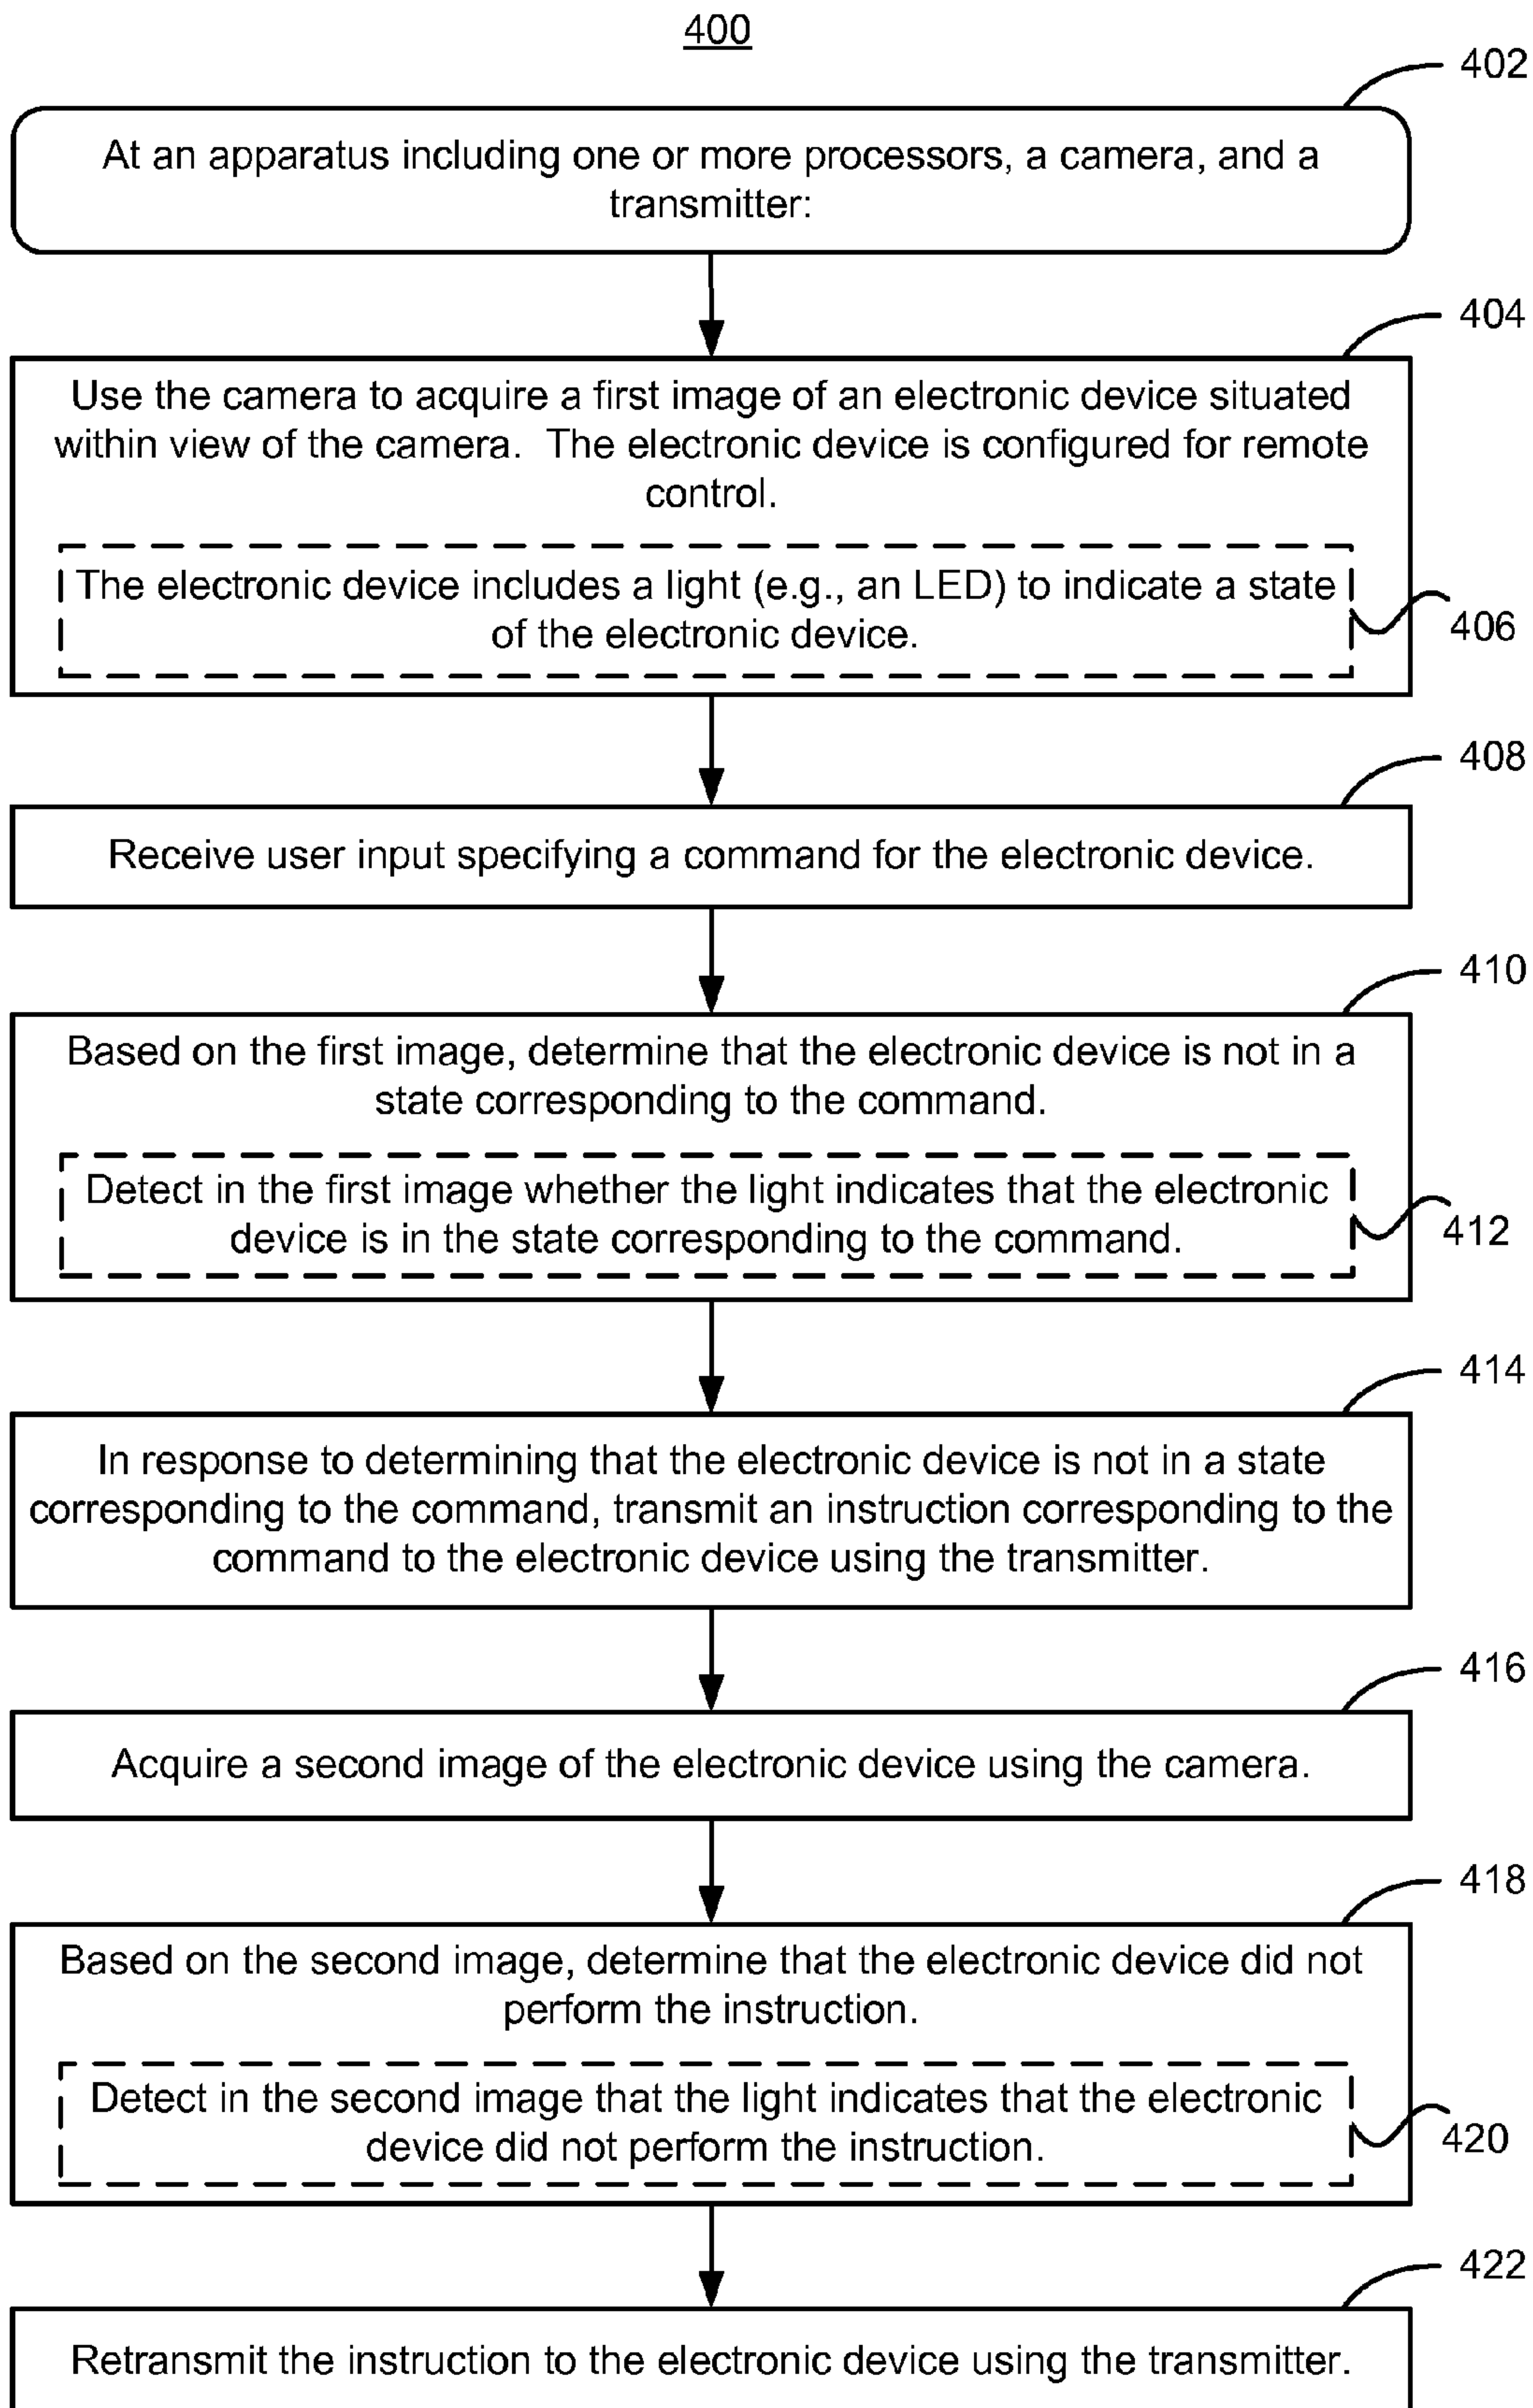 400
402
At an apparatus including one or more processors, a camera, and a
transmitter:
404
Use the camera to acquire a first image of an electronic device situated
within view of the camera.  The electronic device is configured for remote
control.
The electronic device includes a light (e.g., an LED) to indicate a state
of the electronic device.
406
408
Receive user input specifying a command for the electronic device.
410
Based on the first image, determine that the electronic device is not in a
state corresponding to the command.
Detect in the first image whether the light indicates that the electronic
device is in the state corresponding to the command.
412
414
In response to determining that the electronic device is not in a state
corresponding to the command, transmit an instruction corresponding to the
command to the electronic device using the transmitter.
416
Acquire a second image of the electronic device using the camera.
418
Based on the second image, determine that the electronic device did not
perform the instruction.
Detect in the second image that the light indicates that the electronic
device did not perform the instruction.
420
422
Retransmit the instruction to the electronic device using the transmitter.